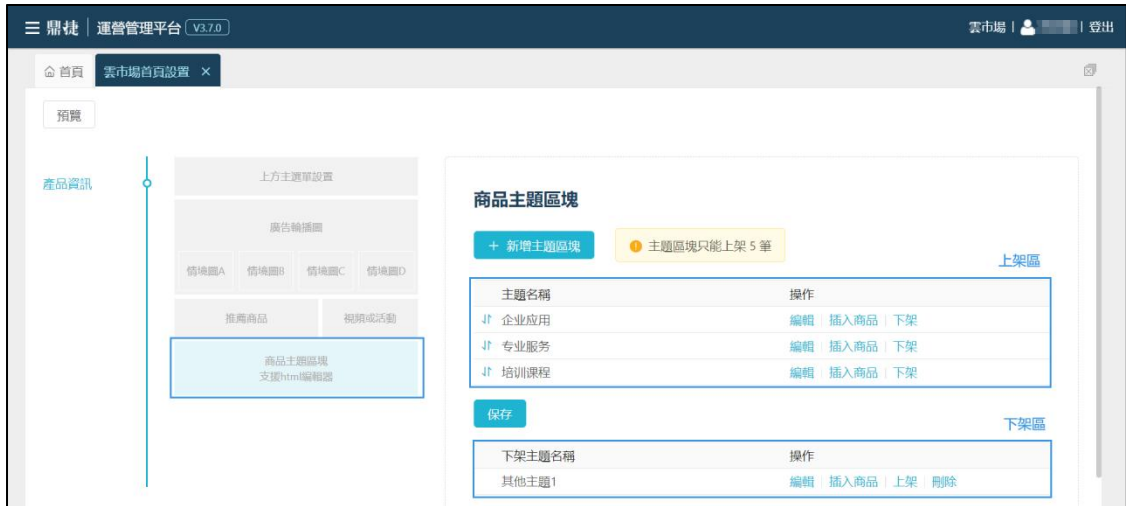 鼎捷 運營管理平台 V3.7.0 雲市場 登出
首頁 雲市場首頁設置
預覽
產品資訊
上方主選單設置
廣告輪播圖
情境圖A 情境圖B 情境圖C 情境圖D
推薦商品 視頻或活動
商品主題區塊
支援html編輯器
商品主題區塊
+ 新增主題區塊 主題區塊只能上架 5 筆
上架區
主題名稱 操作
企业应用 編輯 插入商品 下架
专业服务 編輯 插入商品 下架
培训课程 編輯 插入商品 下架
保存
下架區
下架主題名稱 操作
其他主題1 編輯 插入商品 上架 刪除